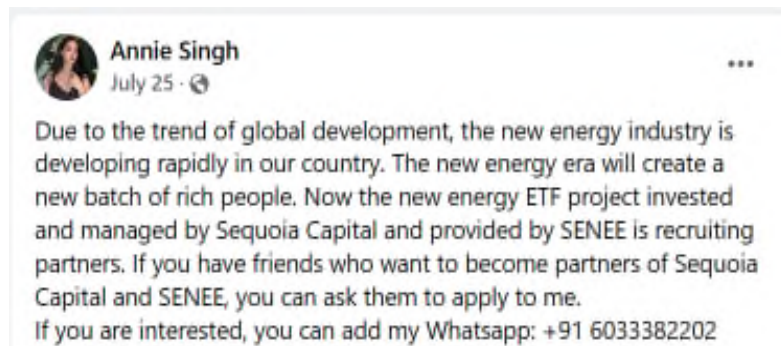 Annie Singh
July 25 ·
Due to the trend of global development, the new energy industry is
developing rapidly in our country. The new energy era will create a
new batch of rich people. Now the new energy ETF project invested
and managed by Sequoia Capital and provided by SENEE is recruiting
partners. If you have friends who want to become partners of Sequoia
Capital and SENEE, you can ask them to apply to me.
If you are interested, you can add my Whatsapp: +91 6033382202